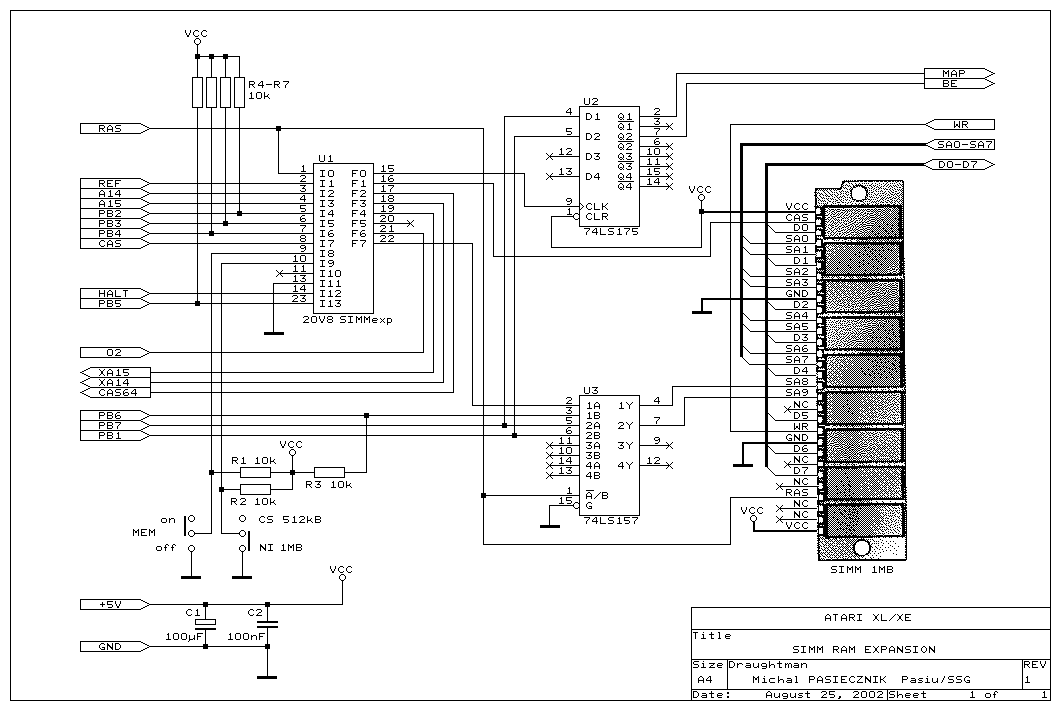 VCC
R4-R7
10k
RAS
REF
A14
A15
PB2
PB3
PB4
CAS
HALT
PB5
O2
XA15
XA14
CAS64
PB6
PB7
PB1
U1
1 I0 F0 15
2 I1 F1 16
3 I2 F2 17
4 I3 F3 18
5 I4 F4 19
6 I5 F5 20
7 I6 F6 21
8 I7 F7 22
9 I8
10 I9
11 I10
13 I11
14 I12
23 I13
20V8 SIMMexp
U2
4 D1 Q1 2
Q1 3
5 D2 Q2 7
Q2 6
12 D3 Q3 10
Q3 11
13 D4 Q4 15
Q4 14
9 CLK
1 CLR
74LS175
VCC
MAP
BE
WR
SA0-SA7
D0-D7
U3
2 1A 1Y 4
3 1B
5 2A 2Y 7
6 2B
11 3A 3Y 9
10 3B
14 4A 4Y 12
13 4B
1 A/B
15 G
74LS157
VCC
CAS
D0
SA0
SA1
D1
SA2
SA3
GND
D2
SA4
SA5
D3
SA6
SA7
D4
SA8
SA9
NC
D5
WR
GND
D6
NC
D7
NC
RAS
NC
NC
VCC
VCC
SIMM 1MB
VCC
R1 10k
R2 10k
R3 10k
on
MEM
off
CS 512kB
NI 1MB
VCC
+5V
C1
100µF
C2
100nF
GND
ATARI XL/XE
Title
SIMM RAM EXPANSION
Size Draughtman REV
A4 Michal PASIECZNIK Pasiu/SSG 1
Date: August 25, 2002 Sheet 1 of 1